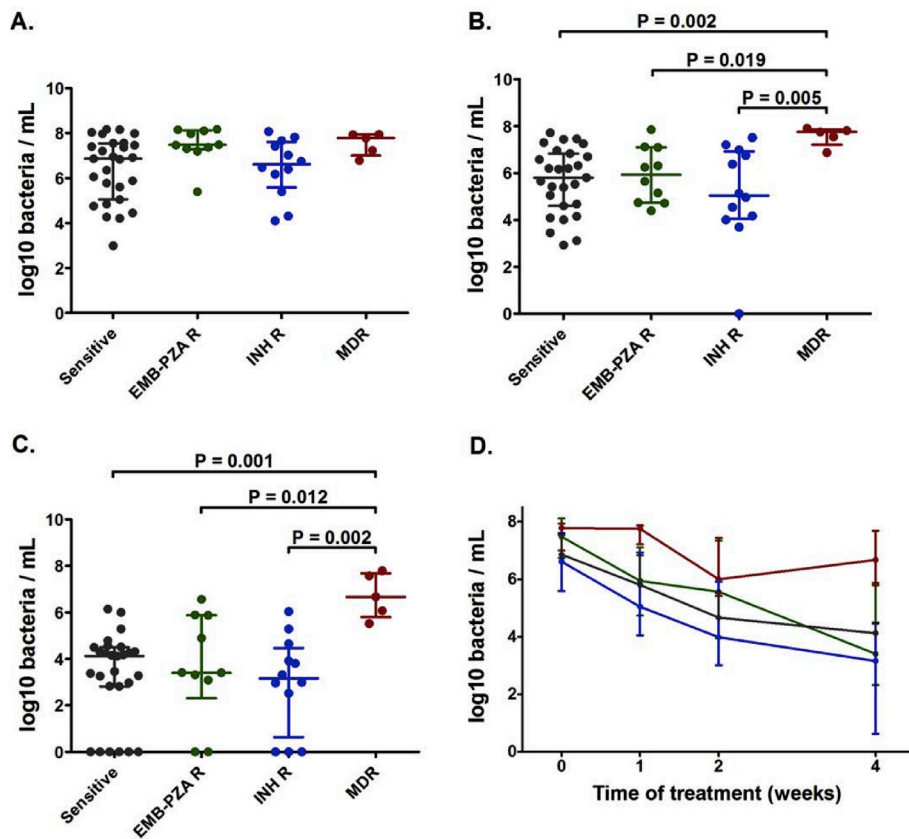 A.
log10 bacteria / mL
10
8
6
4
2
0
Sensitive
EMB-PZA R
INH R
MDR
B.
P = 0.002
P = 0.019
P = 0.005
log10 bacteria / mL
10
8
6
4
2
0
Sensitive
EMB-PZA R
INH R
MDR
C.
P = 0.001
P = 0.012
P = 0.002
log10 bacteria / mL
10
8
6
4
2
0
Sensitive
EMB-PZA R
INH R
MDR
D.
log10 bacteria / mL
8
6
4
2
0
0 1 2 4
Time of treatment (weeks)